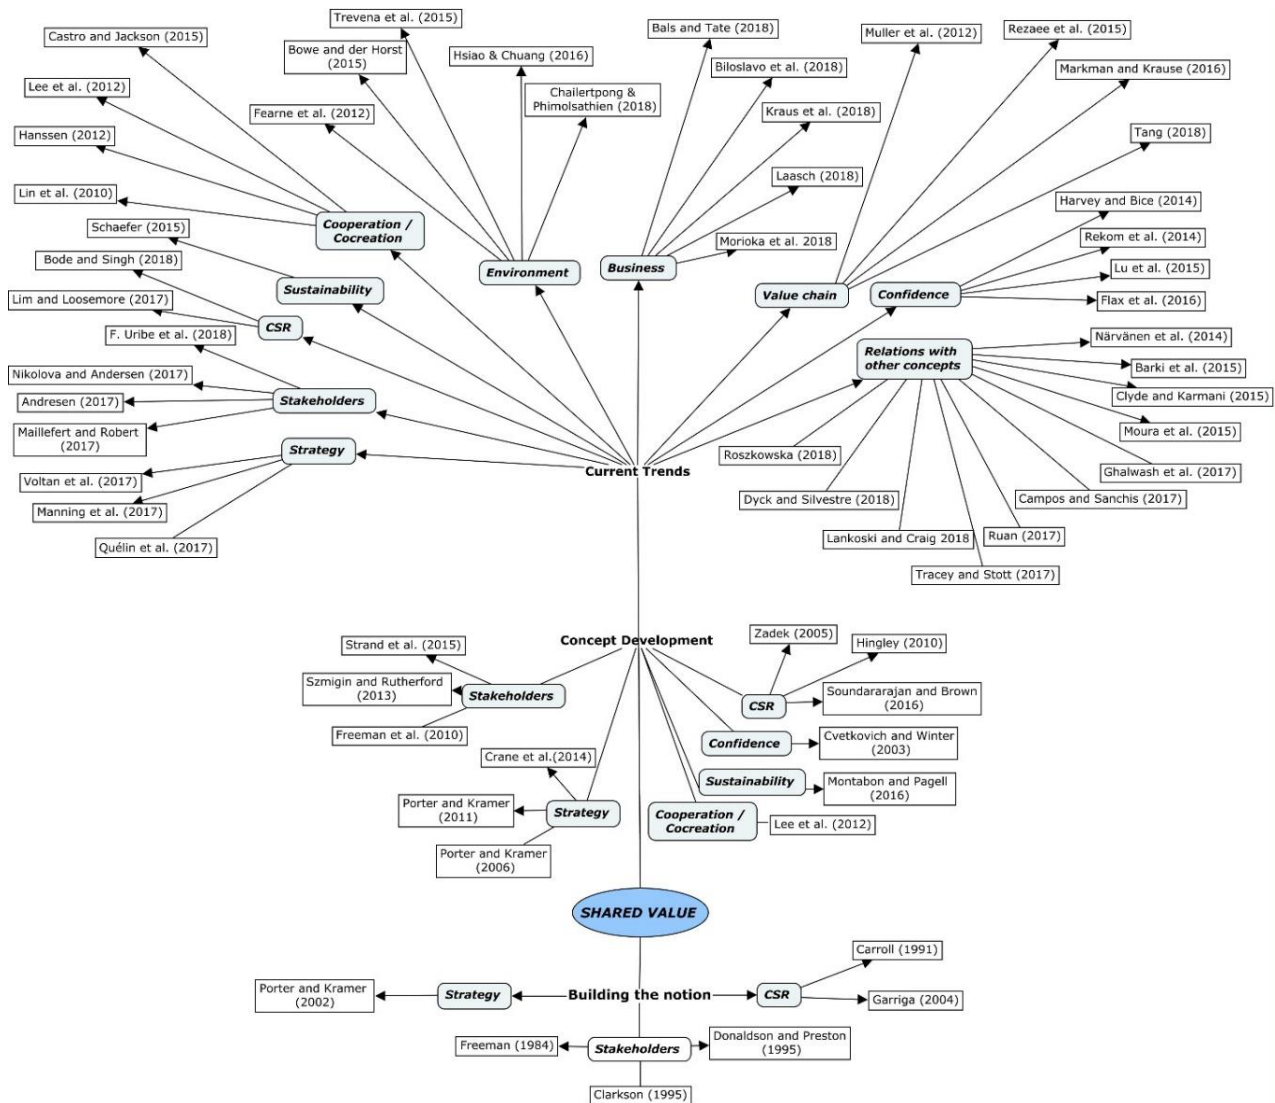 Trevena et al. (2015)
Castro and Jackson (2015)
Bowe and der Horst
(2015)
Hsiao & Chuang (2016)
Lee et al. (2012)
Fearne et al. (2012)
Chailertpong &
Phimolsathien (2018)
Hanssen (2012)
Lin et al. (2010)
Schaefer (2015)
Bode and Singh (2018)
Lim and Loosemore (2017)
F. Uribe et al. (2018)
Nikolova and Andersen (2017)
Andresen (2017)
Maillefert and Robert
(2017)
Voltan et al. (2017)
Manning et al. (2017)
Quélin et al. (2017)
Cooperation /
Cocreation
Sustainability
CSR
Stakeholders
Strategy
Environment
Business
Value chain
Confidence
Relations with
other concepts
Bals and Tate (2018)
Biloslavo et al. (2018)
Kraus et al. (2018)
Laasch (2018)
Morioka et al. 2018
Muller et al. (2012)
Rezaee et al. (2015)
Markman and Krause (2016)
Tang (2018)
Harvey and Bice (2014)
Rekom et al. (2014)
Lu et al. (2015)
Flax et al. (2016)
Närvänen et al. (2014)
Barki et al. (2015)
Clyde and Karmani (2015)
Moura et al. (2015)
Ghalwash et al. (2017)
Campos and Sanchis (2017)
Ruan (2017)
Tracey and Stott (2017)
Lankoski and Craig 2018
Dyck and Silvestre (2018)
Roszkowska (2018)
Current Trends
Concept Development
Strand et al. (2015)
Szmigin and Rutherford
(2013)
Freeman et al. (2010)
Stakeholders
Crane et al.(2014)
Porter and Kramer
(2011)
Porter and Kramer
(2006)
Strategy
Zadek (2005)
Hingley (2010)
CSR
Soundararajan and Brown
(2016)
Confidence
Cvetkovich and Winter
(2003)
Sustainability
Montabon and Pagell
(2016)
Cooperation /
Cocreation
Lee et al. (2012)
SHARED VALUE
Carroll (1991)
Porter and Kramer
(2002)
Strategy
Building the notion
CSR
Garriga (2004)
Freeman (1984)
Stakeholders
Donaldson and Preston
(1995)
Clarkson (1995)